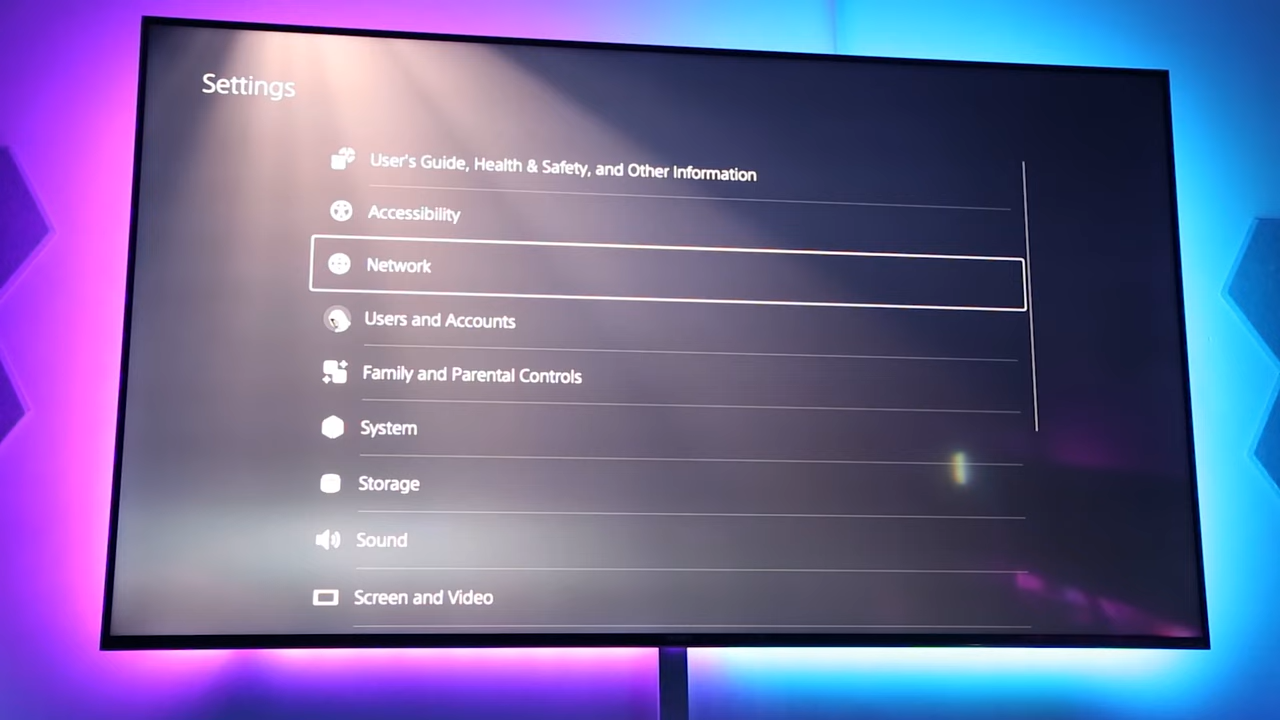 Settings
User's Guide, Health & Safety, and Other Information
Accessibility
Network
Users and Accounts
Family and Parental Controls
System
Storage
Sound
Screen and Video